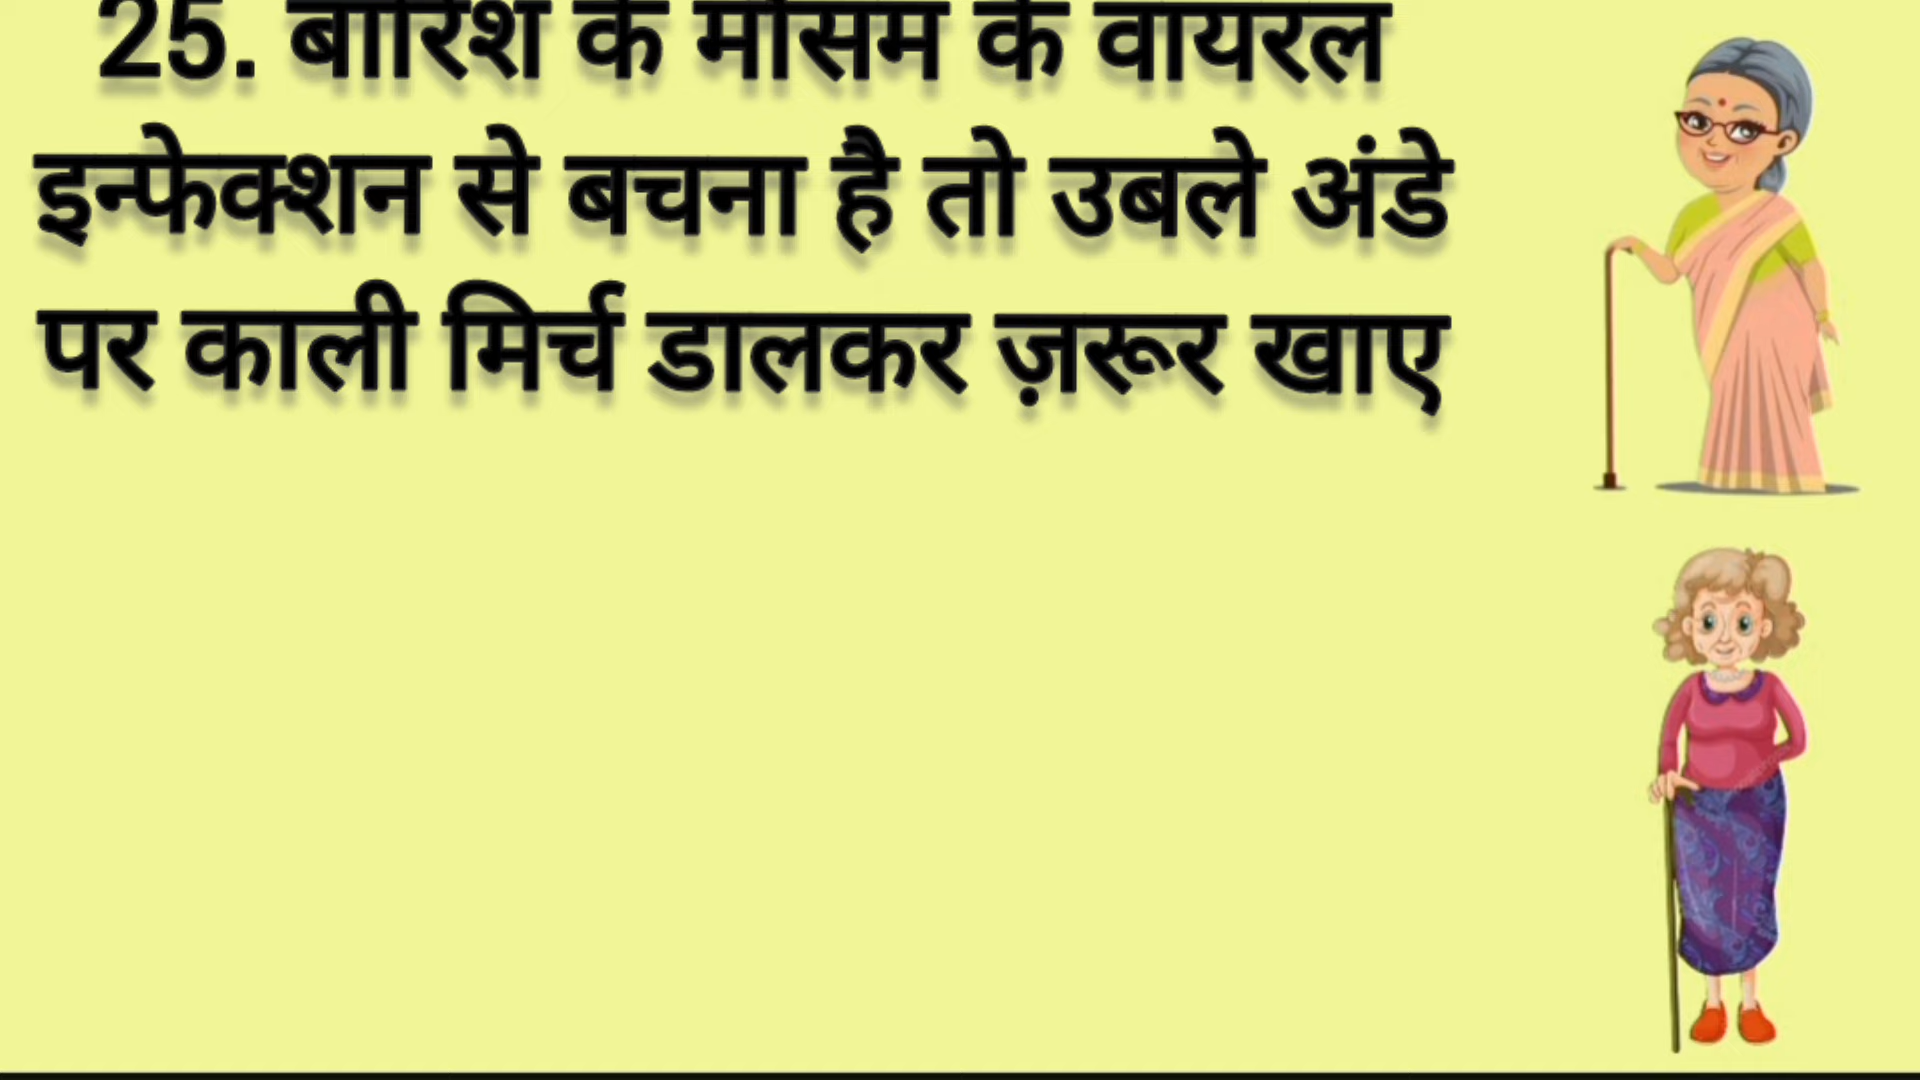 25. बारिश के मौसम के वायरल
इन्फेक्शन से बचना है तो उबले अंडे
पर काली मिर्च डालकर ज़रूर खाए